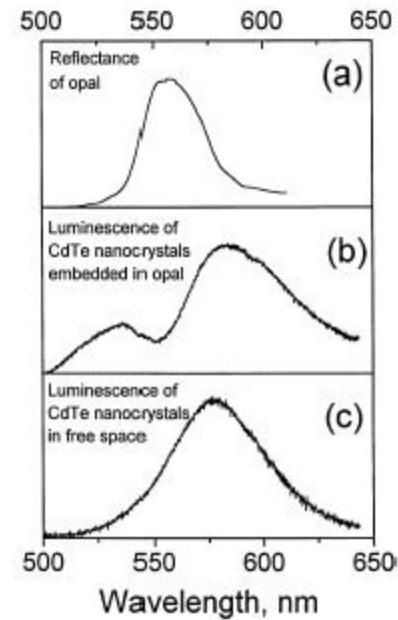 500 550 600 650
Reflectance
of opal
(a)
Luminescence of
CdTe nanocrystals
embedded in opal
(b)
Luminescence of
CdTe nanocrystals
in free space
(c)
500 550 600 650
Wavelength, nm